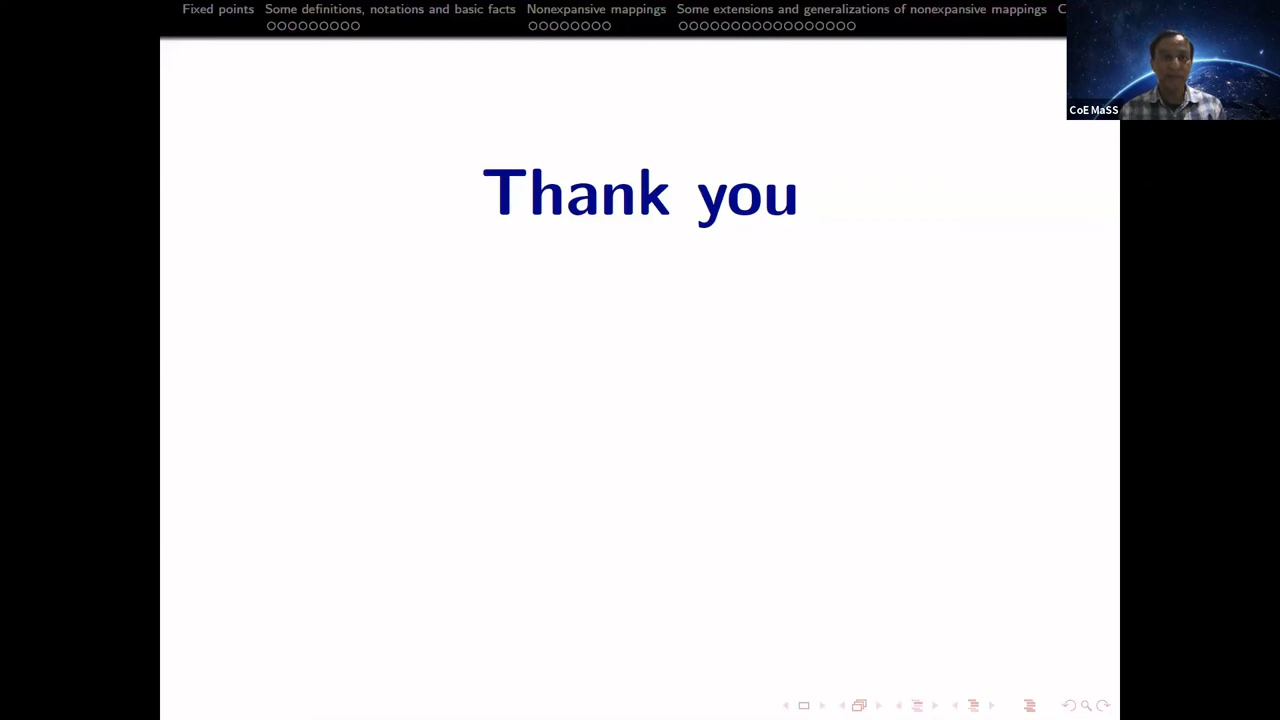 Fixed points Some definitions, notations and basic facts Nonexpansive mappings Some extensions and generalizations of nonexpansive mappings C
CoE MaSS
Thank you